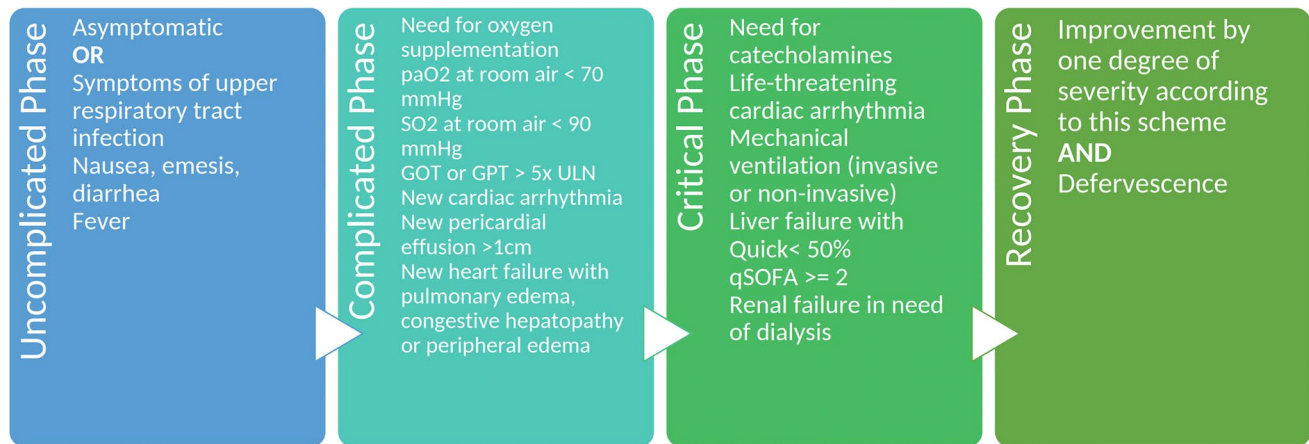 Uncomplicated Phase
Asymptomatic
OR
Symptoms of upper
respiratory tract
infection
Nausea, emesis,
diarrhea
Fever
Complicated Phase
Need for oxygen
supplementation
paO2 at room air < 70
mmHg
SO2 at room air < 90
mmHg
GOT or GPT > 5x ULN
New cardiac arrhythmia
New pericardial
effusion >1cm
New heart failure with
pulmonary edema,
congestive hepatopathy
or peripheral edema
Critical Phase
Need for
catecholamines
Life-threatening
cardiac arrhythmia
Mechanical
ventilation (invasive
or non-invasive)
Liver failure with
Quick< 50%
qSOFA >= 2
Renal failure in need
of dialysis
Recovery Phase
Improvement by
one degree of
severity according
to this scheme
AND
Defervescence